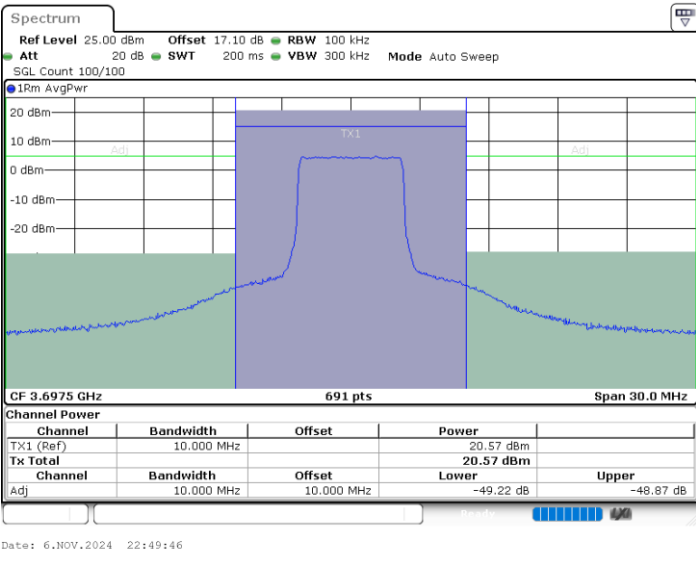 Spectrum
Ref Level 25.00 dBm Offset 17.10 dB RBW 100 kHz
Att 20 dB SWT 200 ms VBW 300 kHz Mode Auto Sweep
SGL Count 100/100
1Rm AvgPwr
20 dBm
TX1
10 dBm
Adj Adj
0 dBm
-10 dBm
-20 dBm
CF 3.6975 GHz 691 pts Span 30.0 MHz
Channel Power
Channel Bandwidth Offset Power
TX1 (Ref) 10.000 MHz 20.57 dBm
Tx Total 20.57 dBm
Channel Bandwidth Offset Lower Upper
Adj 10.000 MHz 10.000 MHz -49.22 dB -48.87 dB
Ready
Date: 6.NOV.2024 22:49:46